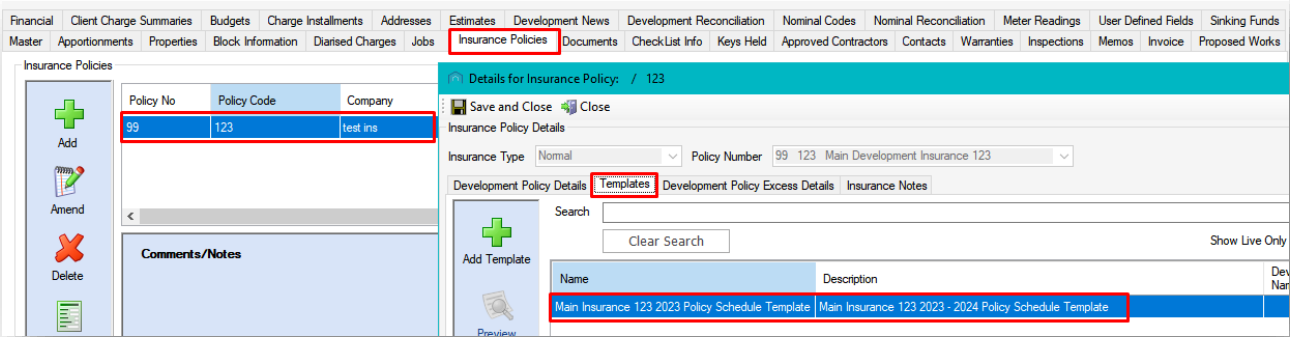 Financial Client Charge Summaries Budgets Charge Installments Addresses Estimates Development News Development Reconciliation Nominal Codes Nominal Reconciliation Meter Readings User Defined Fields Sinking Funds
Master Apportionments Properties Block Information Diarised Charges Jobs Insurance Policies Documents CheckList Info Keys Held Approved Contractors Contacts Warranties Inspections Memos Invoice Proposed Works
Insurance Policies
Add
Amend
Delete
Policy No Policy Code Company
99 123 test ins
Comments/Notes
Details for Insurance Policy: / 123
Save and Close Close
Insurance Policy Details
Insurance Type Normal Policy Number 99 123 Main Development Insurance 123
Development Policy Details Templates Development Policy Excess Details Insurance Notes
Add Template
Preview
Search
Clear Search Show Live Only
Name Description Dev
Nar
Main Insurance 123 2023 Policy Schedule Template Main Insurance 123 2023 - 2024 Policy Schedule Template